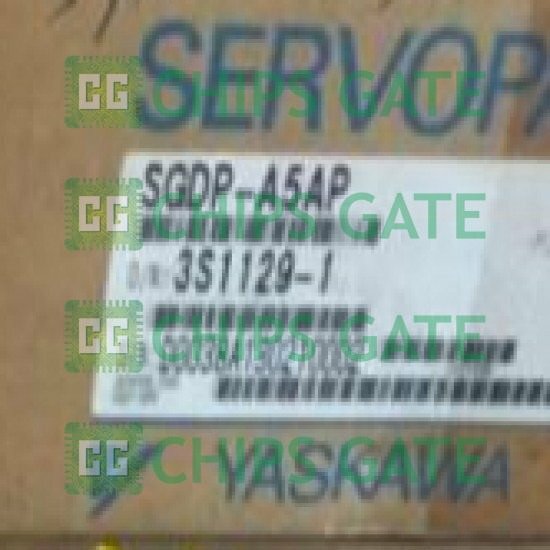 SERVOPA
CHIPS GATE
SGDP-A5AP
CHIPS GATE
3S1129-1
CHIPS GATE
CHIPS GATE
YASKAWA